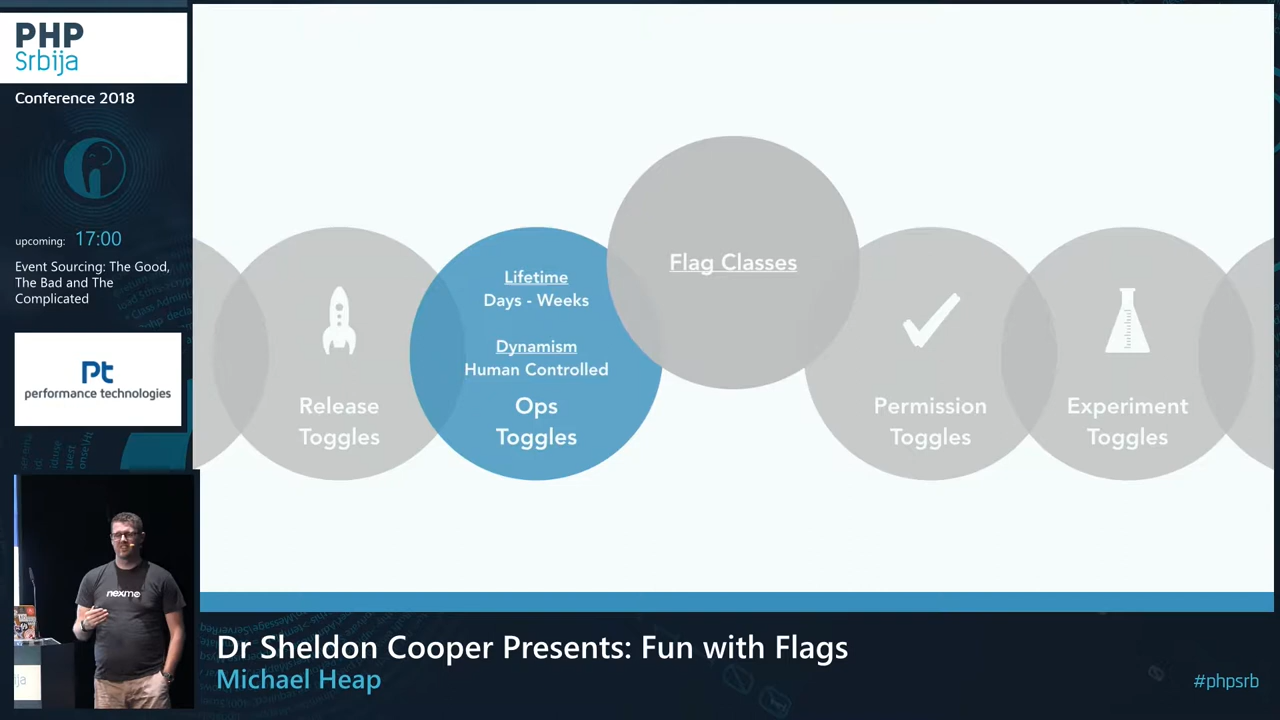 PHP
Srbija
Conference 2018
upcoming: 17:00
Event Sourcing: The Good,
The Bad and The
Complicated
Pt
performance technologies
Flag Classes
Lifetime
Days - Weeks
Dynamism
Human Controlled
Release
Toggles
Ops
Toggles
Permission
Toggles
Experiment
Toggles
nexmo
Dr Sheldon Cooper Presents: Fun with Flags
Michael Heap
#phpsrb